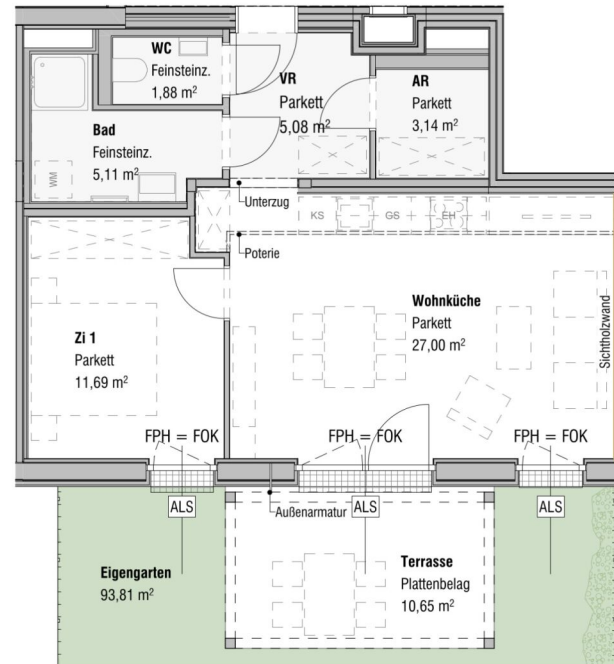 WC
Feinsteinz.
1,88 m²
VR
Parkett
5,08 m²
AR
Parkett
3,14 m²
Bad
Feinsteinz.
5,11 m²
WM
Unterzug
KS
GS
EH
Poterie
Zi 1
Parkett
11,69 m²
Wohnküche
Parkett
27,00 m²
Sichtholzwand
FPH = FOK
FPH = FOK
FPH = FOK
ALS
Außenarmatur
ALS
ALS
Eigengarten
93,81 m²
Terrasse
Plattenbelag
10,65 m²